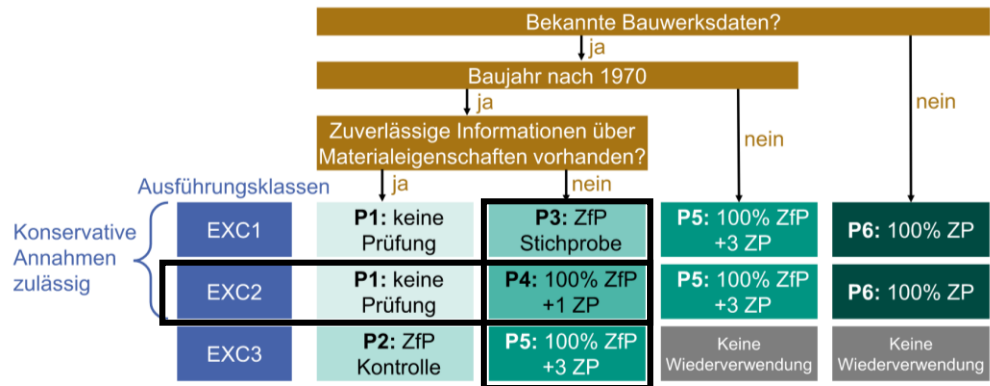 Bekannte Bauwerksdaten?
ja
Baujahr nach 1970
ja
nein
nein
Zuverlässige Informationen über
Materialeigenschaften vorhanden?
ja
nein
Ausführungsklassen
Konservative
Annahmen
zulässig
EXC1
P1: keine
Prüfung
P3: ZfP
Stichprobe
P5: 100% ZfP
+3 ZP
P6: 100% ZP
EXC2
P1: keine
Prüfung
P4: 100% ZfP
+1 ZP
P5: 100% ZfP
+3 ZP
P6: 100% ZP
EXC3
P2: ZfP
Kontrolle
P5: 100% ZfP
+3 ZP
Keine
Wiederverwendung
Keine
Wiederverwendung